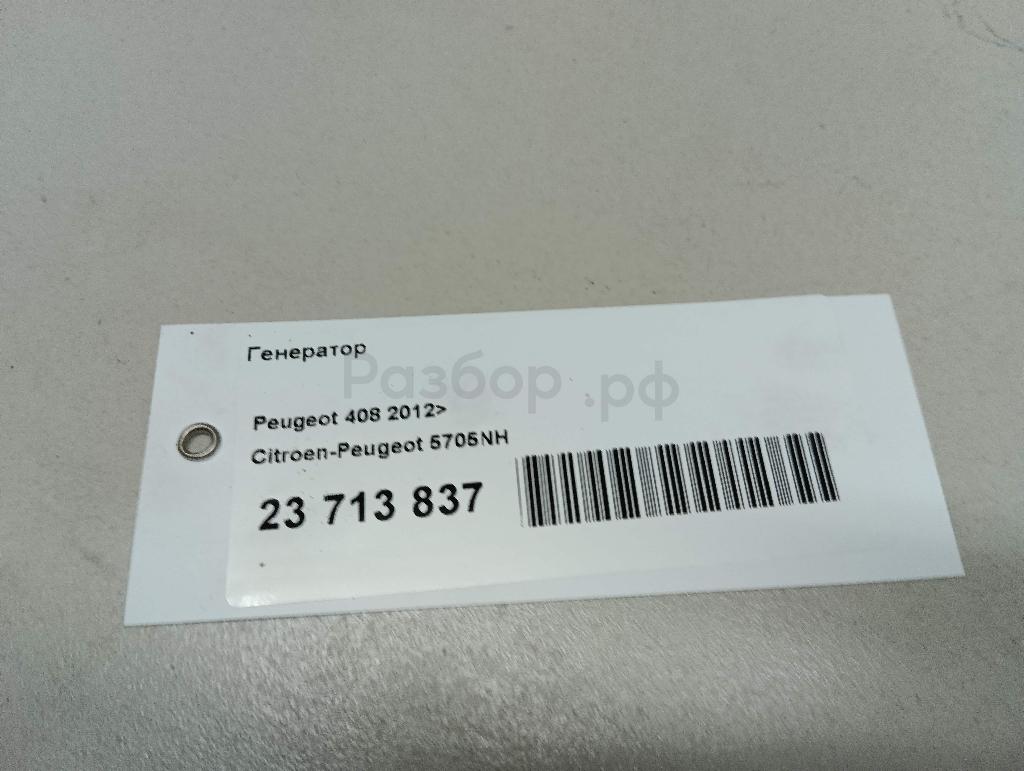 Генератор
Разбор.рф
Peugeot 408 2012>
Citroen-Peugeot 5705NH
23 713 837